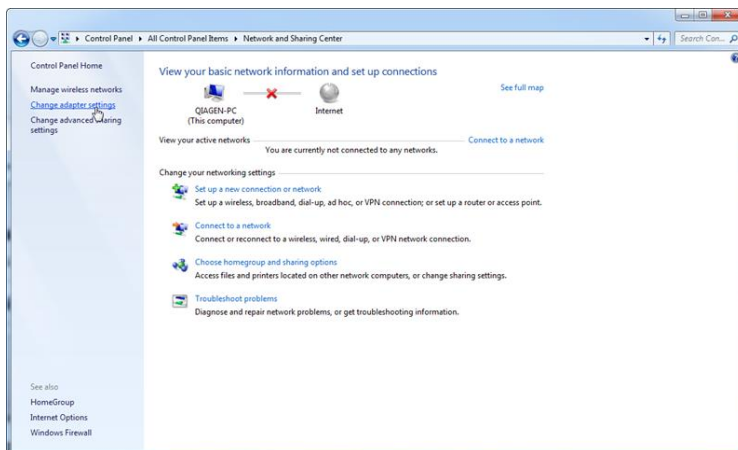 Control Panel ▸ All Control Panel Items ▸ Network and Sharing Center
Search Con...
Control Panel Home
Manage wireless networks
Change adapter settings
Change advanced sharing
settings
See also
HomeGroup
Internet Options
Windows Firewall
View your basic network information and set up connections
See full map
QIAGEN-PC
(This computer)
Internet
View your active networks
Connect to a network
You are currently not connected to any networks.
Change your networking settings
Set up a new connection or network
Set up a wireless, broadband, dial-up, ad hoc, or VPN connection; or set up a router or access point.
Connect to a network
Connect or reconnect to a wireless, wired, dial-up, or VPN network connection.
Choose homegroup and sharing options
Access files and printers located on other network computers, or change sharing settings.
Troubleshoot problems
Diagnose and repair network problems, or get troubleshooting information.